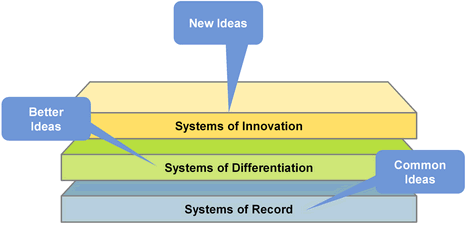 New Ideas
Better
Ideas
Systems of Innovation
Systems of Differentiation
Common
Ideas
Systems of Record